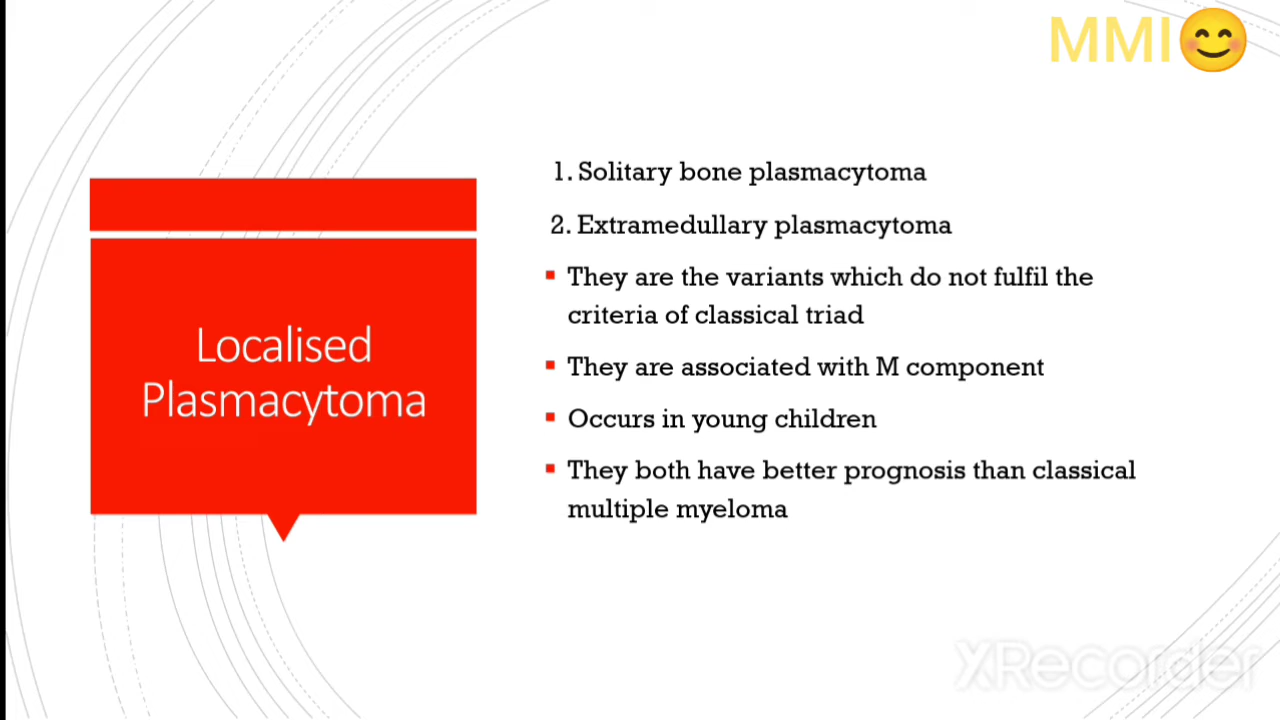 MMI😊
Localised
Plasmacytoma
1. Solitary bone plasmacytoma
2. Extramedullary plasmacytoma
▪ They are the variants which do not fulfil the
criteria of classical triad
▪ They are associated with M component
▪ Occurs in young children
▪ They both have better prognosis than classical
multiple myeloma
XRecorder